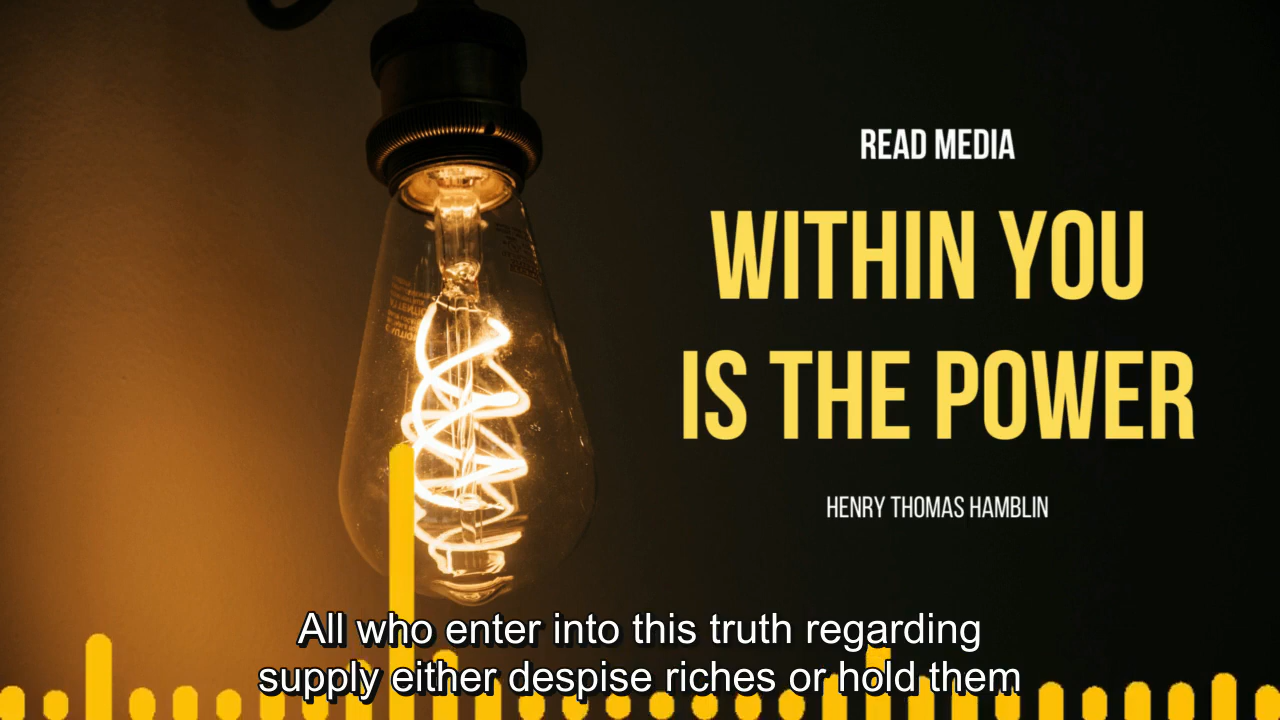 READ MEDIA
WITHIN YOU
IS THE POWER
HENRY THOMAS HAMBLIN
All who enter into this truth regarding
supply either despise riches or hold them